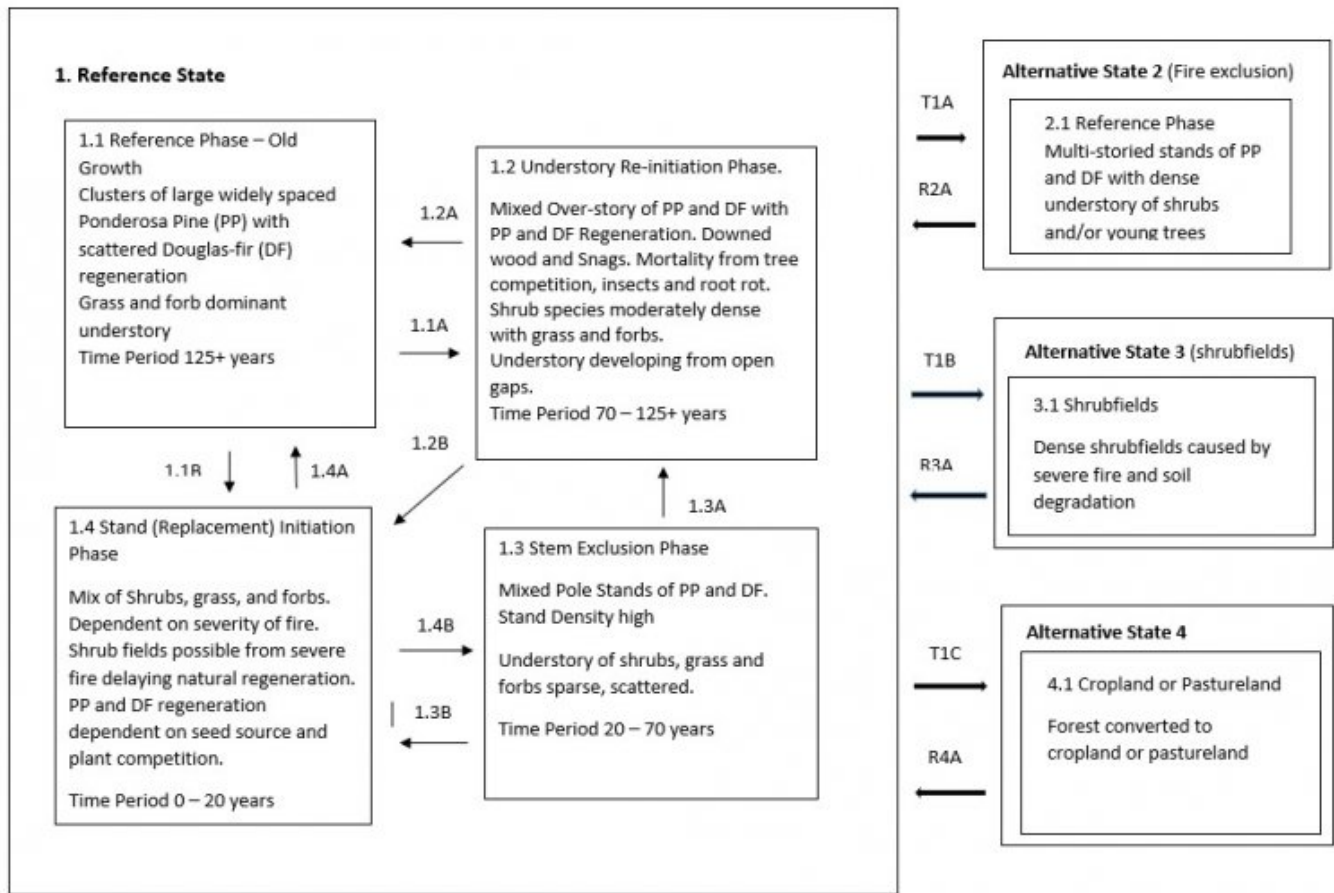 1. Reference State
1.1 Reference Phase – Old
Growth
Clusters of large widely spaced
Ponderosa Pine (PP) with
scattered Douglas-fir (DF)
regeneration
Grass and forb dominant
understory
Time Period 125+ years
1.2A
1.1A
1.2 Understory Re-initiation Phase.
Mixed Over-story of PP and DF with
PP and DF Regeneration. Downed
wood and Snags. Mortality from tree
competition, insects and root rot.
Shrub species moderately dense
with grass and forbs.
Understory developing from open
gaps.
Time Period 70 – 125+ years
1.1B
1.4A
1.2B
1.3A
1.4 Stand (Replacement) Initiation
Phase
Mix of Shrubs, grass, and forbs.
Dependent on severity of fire.
Shrub fields possible from severe
fire delaying natural regeneration.
PP and DF regeneration
dependent on seed source and
plant competition.
Time Period 0 – 20 years
1.4B
1.3B
1.3 Stem Exclusion Phase
Mixed Pole Stands of PP and DF.
Stand Density high
Understory of shrubs, grass and
forbs sparse, scattered.
Time Period 20 – 70 years
T1A
R2A
Alternative State 2 (Fire exclusion)
2.1 Reference Phase
Multi-storied stands of PP
and DF with dense
understory of shrubs
and/or young trees
T1B
R3A
Alternative State 3 (shrubfields)
3.1 Shrubfields
Dense shrubfields caused by
severe fire and soil
degradation
T1C
R4A
Alternative State 4
4.1 Cropland or Pastureland
Forest converted to
cropland or pastureland